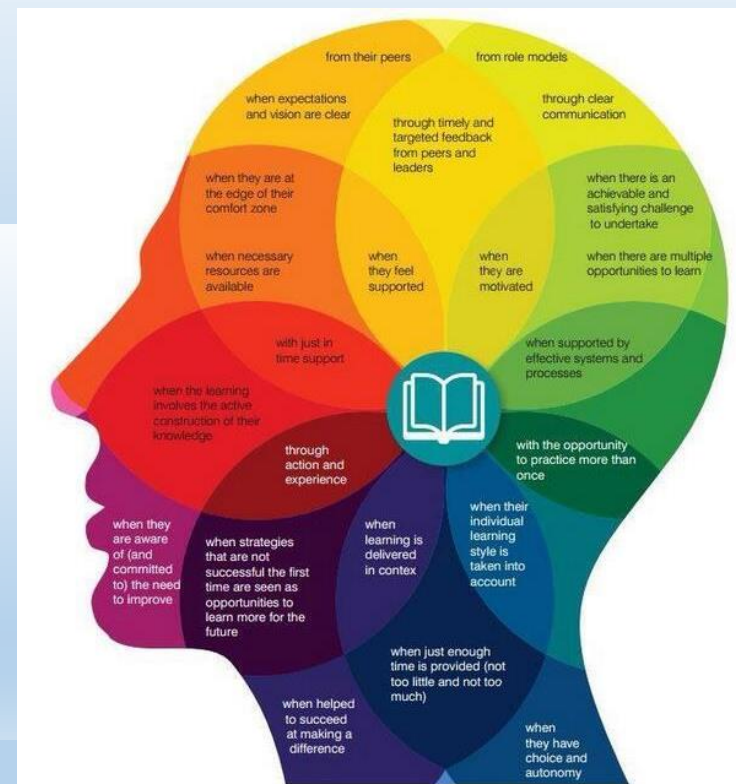 from their peers
from role models
when expectations
and vision are clear
through clear
communication
through timely and
targeted feedback
from peers and
leaders
when they are at
the edge of their
comfort zone
when there is an
achievable and
satisfying challenge
to undertake
when necessary
resources are
available
when
they feel
supported
when
they are
motivated
when there are multiple
opportunities to learn
with just in
time support
when supported by
effective systems and
processes
when the learning
involves the active
construction of their
knowledge
through
action and
experience
with the opportunity
to practice more than
once
when they
are aware
of (and
committed
to) the need
to improve
when strategies
that are not
successful the first
time are seen as
opportunities to
learn more for the
future
when
learning is
delivered
in contex
when their
individual
learning
style is
taken into
account
when just enough
time is provided (not
too little and not too
much)
when helped
to succeed
at making a
difference
when
they have
choice and
autonomy